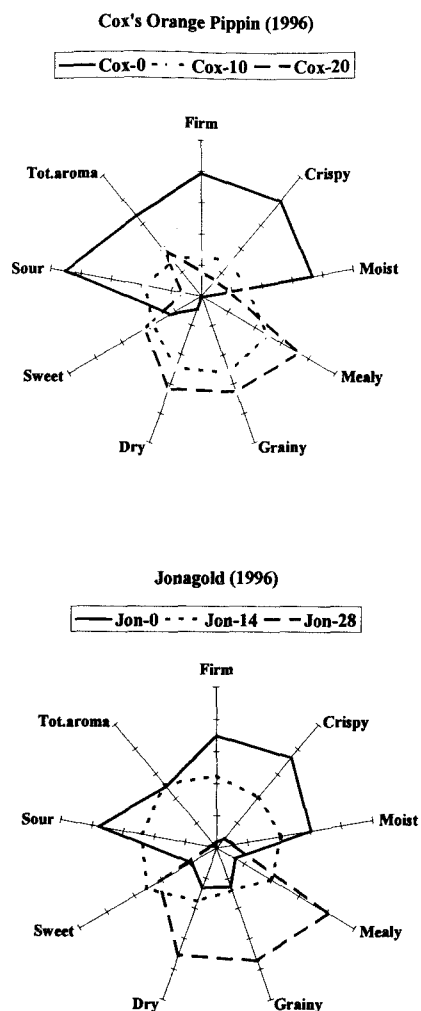 Cox's Orange Pippin (1996)
Cox-0 Cox-10 Cox-20
Firm
Tot.aroma Crispy
Sour Moist
Sweet Mealy
Dry Grainy
Jonagold (1996)
Jon-0 Jon-14 Jon-28
Firm
Tot.aroma Crispy
Sour Moist
Sweet Mealy
Dry Grainy